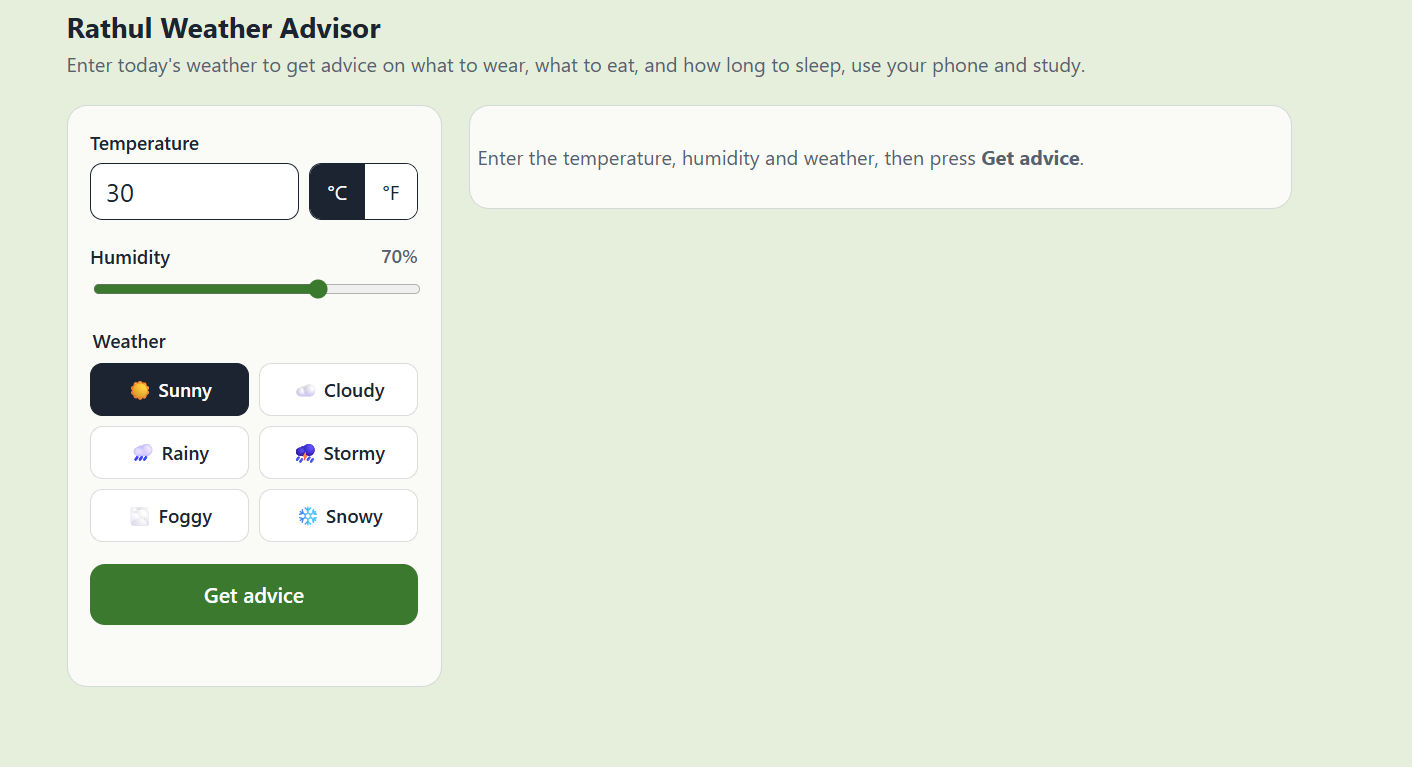 Rathul Weather Advisor
Enter today's weather to get advice on what to wear, what to eat, and how long to sleep, use your phone and study.
Temperature
30
°C
°F
Humidity
70%
Weather
Sunny
Cloudy
Rainy
Stormy
Foggy
Snowy
Get advice
Enter the temperature, humidity and weather, then press Get advice.